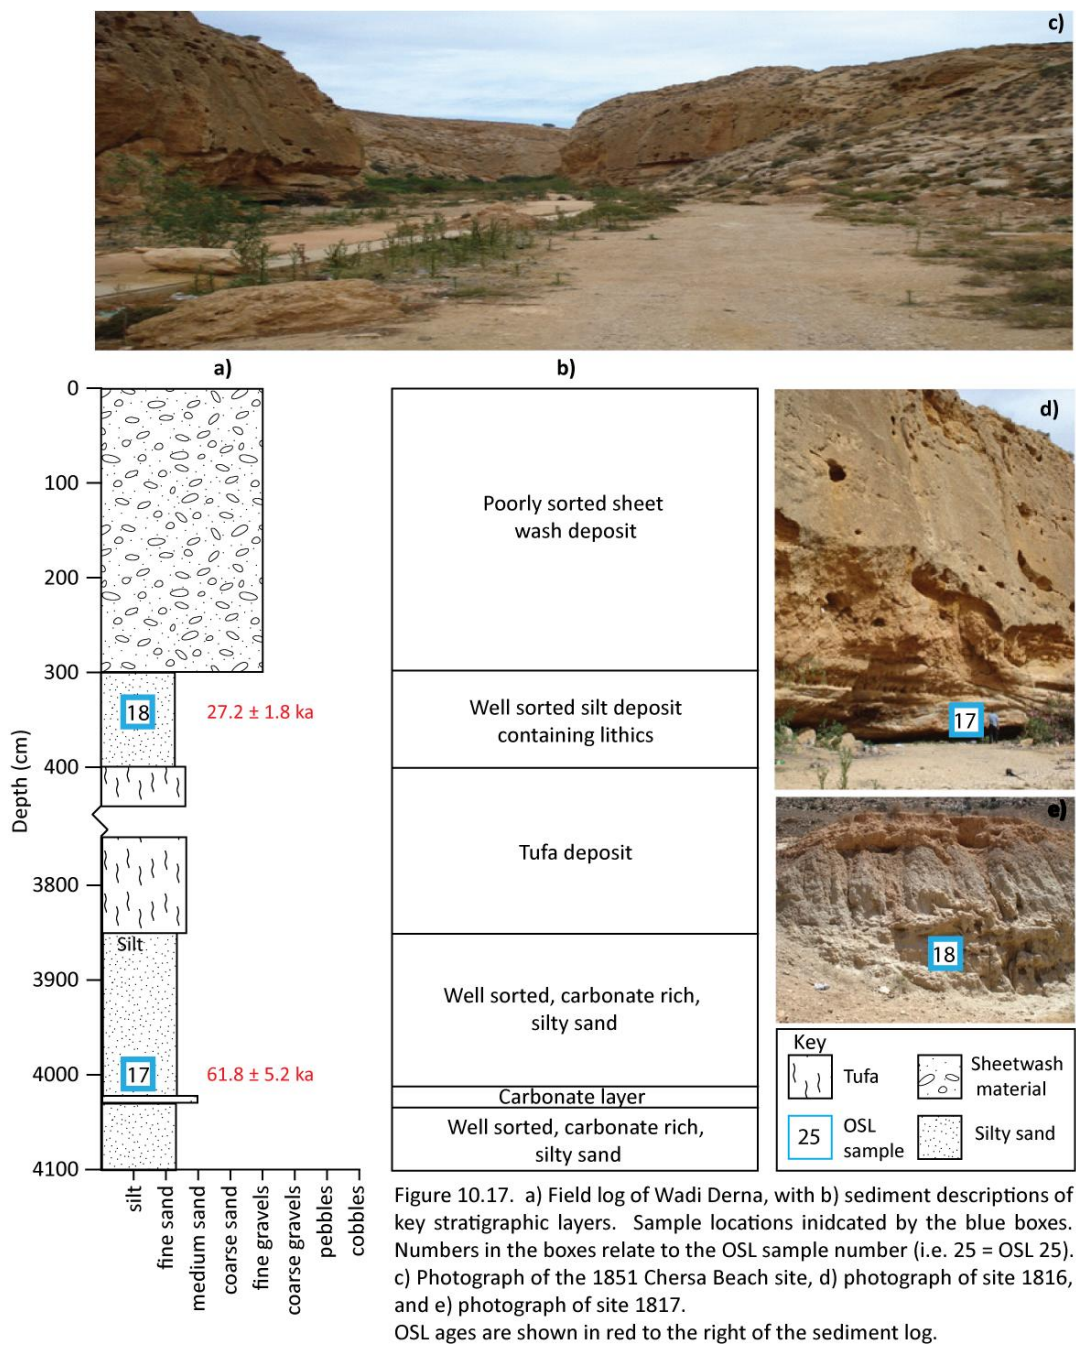 c)
a)
b)
0
100
200
300
400
3800
3900
4000
4100
Depth (cm)
18
27.2 ± 1.8 ka
Silt
17
61.8 ± 5.2 ka
silt
fine sand
medium sand
coarse sand
fine gravels
coarse gravels
pebbles
cobbles
Poorly sorted sheet
wash deposit
Well sorted silt deposit
containing lithics
Tufa deposit
Well sorted, carbonate rich,
silty sand
Carbonate layer
Well sorted, carbonate rich,
silty sand
d)
17
e)
18
Key
Tufa
Sheetwash
material
25
OSL
sample
Silty sand
Figure 10.17. a) Field log of Wadi Derna, with b) sediment descriptions of
key stratigraphic layers. Sample locations inidcated by the blue boxes.
Numbers in the boxes relate to the OSL sample number (i.e. 25 = OSL 25).
c) Photograph of the 1851 Chersa Beach site, d) photograph of site 1816,
and e) photograph of site 1817.
OSL ages are shown in red to the right of the sediment log.